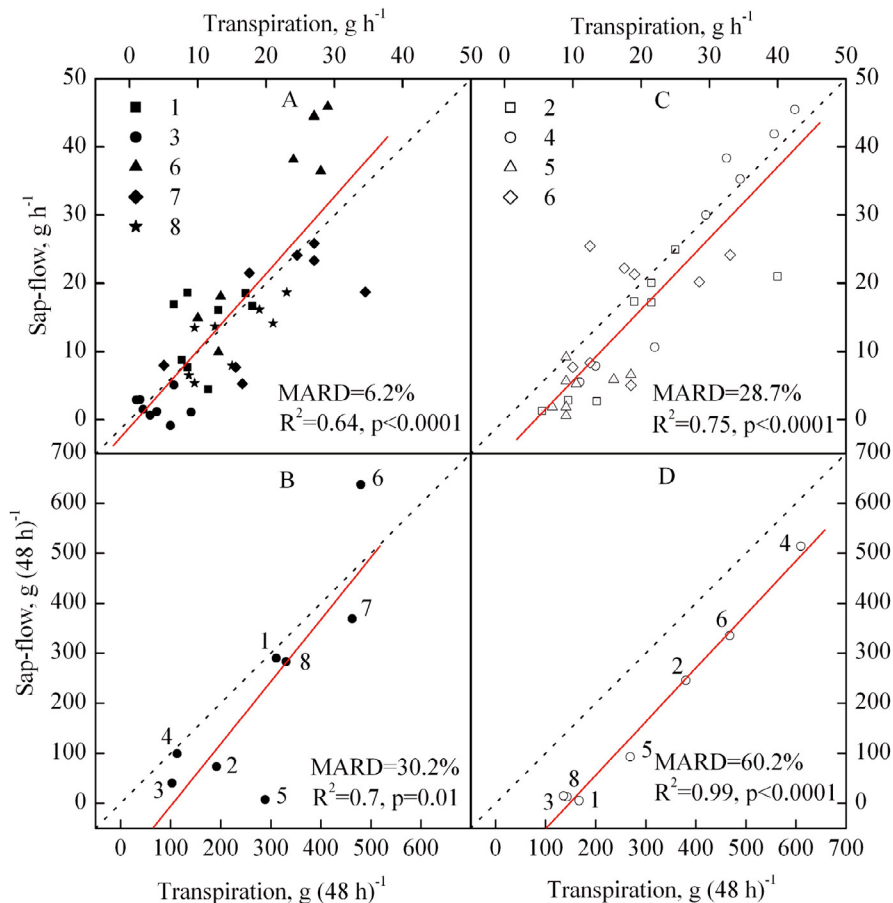 Transpiration, g h⁻¹ Transpiration, g h⁻¹
0 10 20 30 40 50 0 10 20 30 40 50
Sap-flow, g h⁻¹
50
40
30
20
10
0
A
1
3
6
7
8
MARD=6.2%
R²=0.64, p<0.0001
C
2
4
5
6
MARD=28.7%
R²=0.75, p<0.0001
50
40
30
20
10
0
Sap-flow, g (48 h)⁻¹
700
600
500
400
300
200
100
0
B
6
7
1
8
4
2
3
5
MARD=30.2%
R²=0.7, p=0.01
D
4
6
2
5
8
3
1
MARD=60.2%
R²=0.99, p<0.0001
700
600
500
400
300
200
100
0
0 100 200 300 400 500 600 0 100 200 300 400 500 600 700
Transpiration, g (48 h)⁻¹ Transpiration, g (48 h)⁻¹